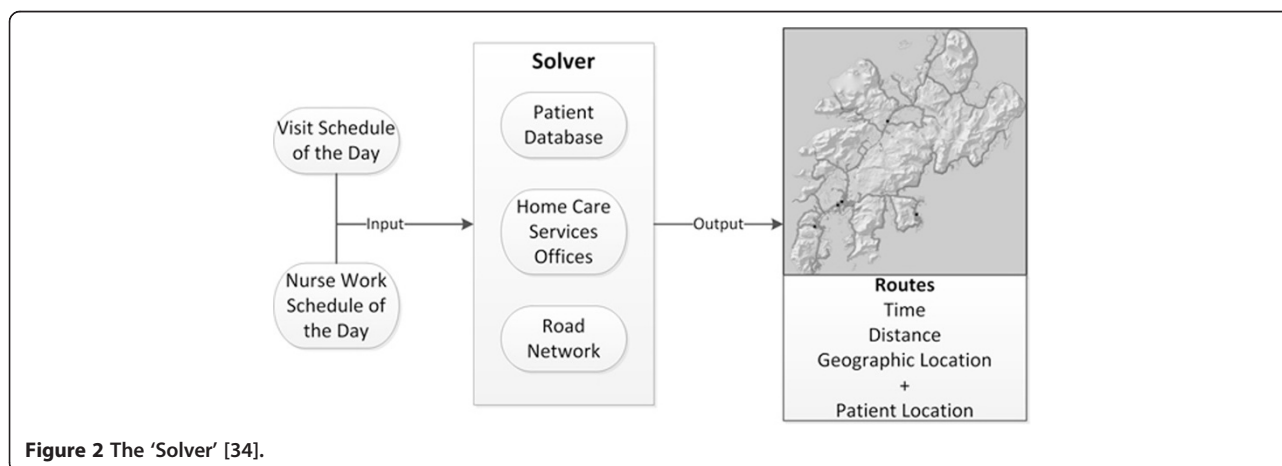 Visit Schedule
of the Day
Nurse Work
Schedule of
the Day
Input
Solver
Patient
Database
Home Care
Services
Offices
Road
Network
Output
Routes
Time
Distance
Geographic Location
+
Patient Location
Figure 2 The ‘Solver’ [34].